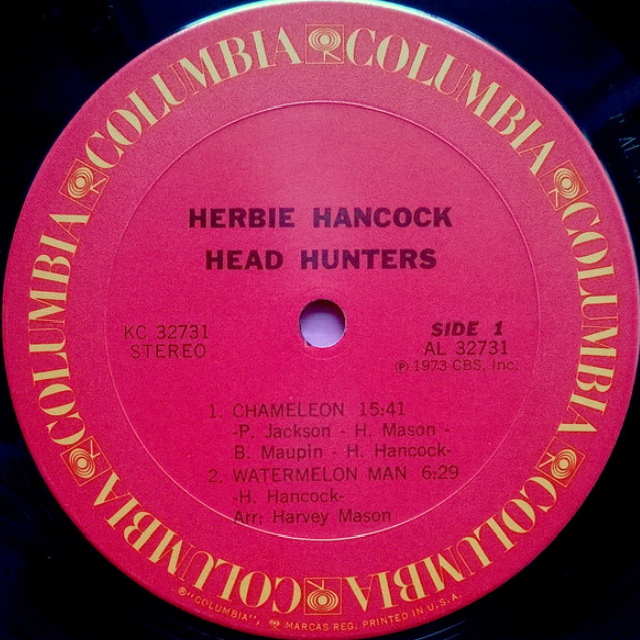 COLUMBIA COLUMBIA COLUMBIA COLUMBIA COLUMBIA COLUMBIA COLUMBIA
HERBIE HANCOCK
HEAD HUNTERS
KC 32731
STEREO
SIDE 1
AL 32731
Ⓟ 1973 CBS, Inc.
1. CHAMELEON 15:41
-P. Jackson - H. Mason -
B. Maupin - H. Hancock-
2. WATERMELON MAN 6:29
-H. Hancock-
Arr: Harvey Mason
®"COLUMBIA", MARCAS REG. PRINTED IN U.S.A.